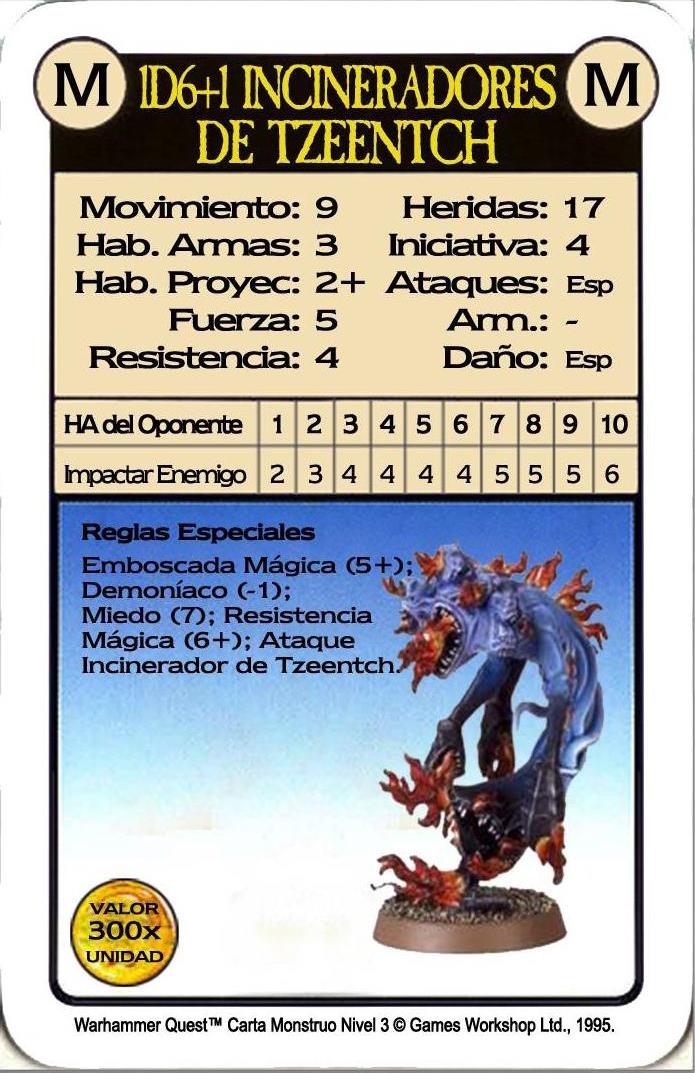 M 1D6+1 INCINERADORES M
DE TZEENTCH
Movimiento: 9 Heridas: 17
Hab. Armas: 3 Iniciativa: 4
Hab. Proyec: 2+ Ataques: Esp
Fuerza: 5 Arm.: -
Resistencia: 4 Daño: Esp
HA del Oponente 1 2 3 4 5 6 7 8 9 10
Impactar Enemigo 2 3 4 4 4 4 5 5 5 6
Reglas Especiales
Emboscada Mágica (5+);
Demoníaco (-1);
Miedo (7); Resistencia
Mágica (6+); Ataque
Incinerador de Tzeentch.
VALOR
300x
UNIDAD
Warhammer Quest™ Carta Monstruo Nivel 3 © Games Workshop Ltd., 1995.